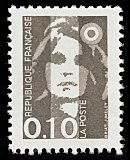 REPUBLIQUE FRANÇAISE
0,10
LA POSTE